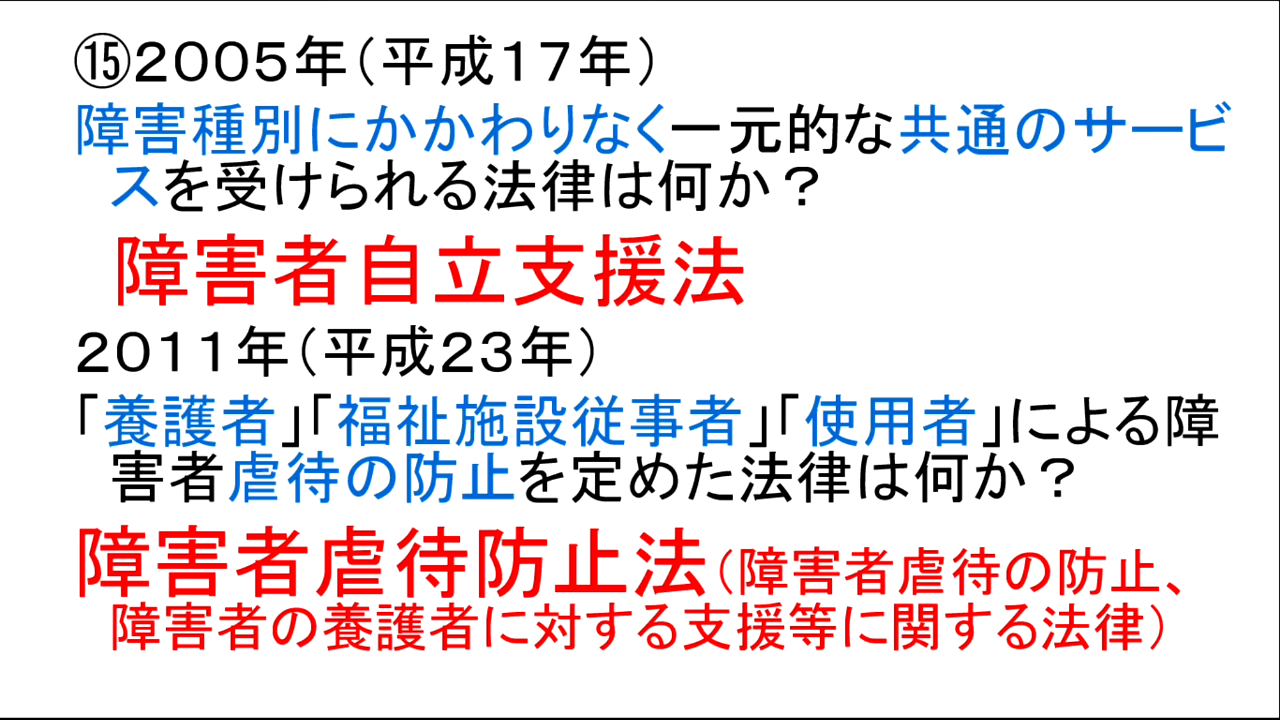 ⑮２００５年（平成１７年）
障害種別にかかわりなく一元的な共通のサービ
スを受けられる法律は何か？
障害者自立支援法
２０１１年（平成２３年）
「養護者」「福祉施設従事者」「使用者」による障
害者虐待の防止を定めた法律は何か？
障害者虐待防止法（障害者虐待の防止、
障害者の養護者に対する支援等に関する法律）